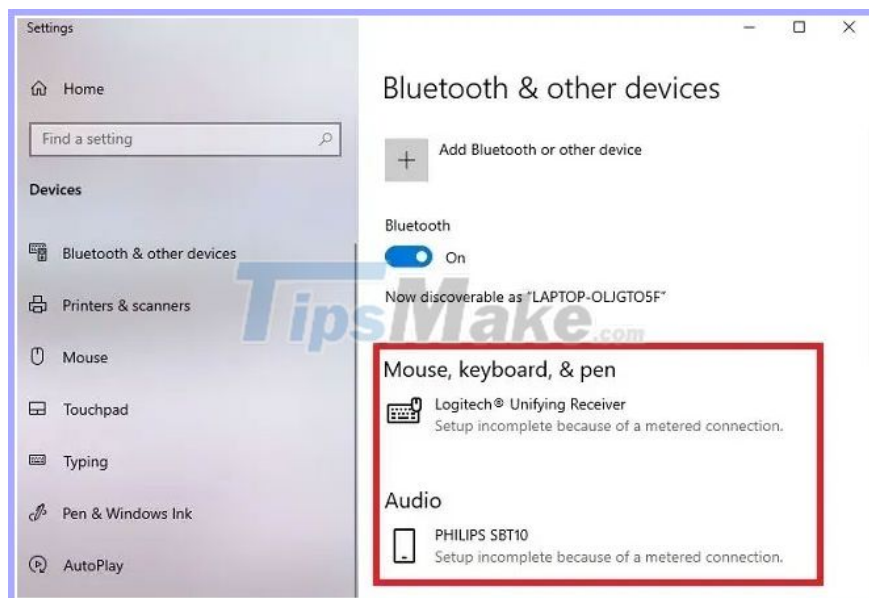 Settings
Home
Find a setting
Devices
Bluetooth & other devices
Printers & scanners
Mouse
Touchpad
Typing
Pen & Windows Ink
AutoPlay
Bluetooth & other devices
Add Bluetooth or other device
Bluetooth
On
Now discoverable as "LAPTOP-OLJGTO5F"
TipsMake.com
Mouse, keyboard, & pen
Logitech® Unifying Receiver
Setup incomplete because of a metered connection.
Audio
PHILIPS SBT10
Setup incomplete because of a metered connection.